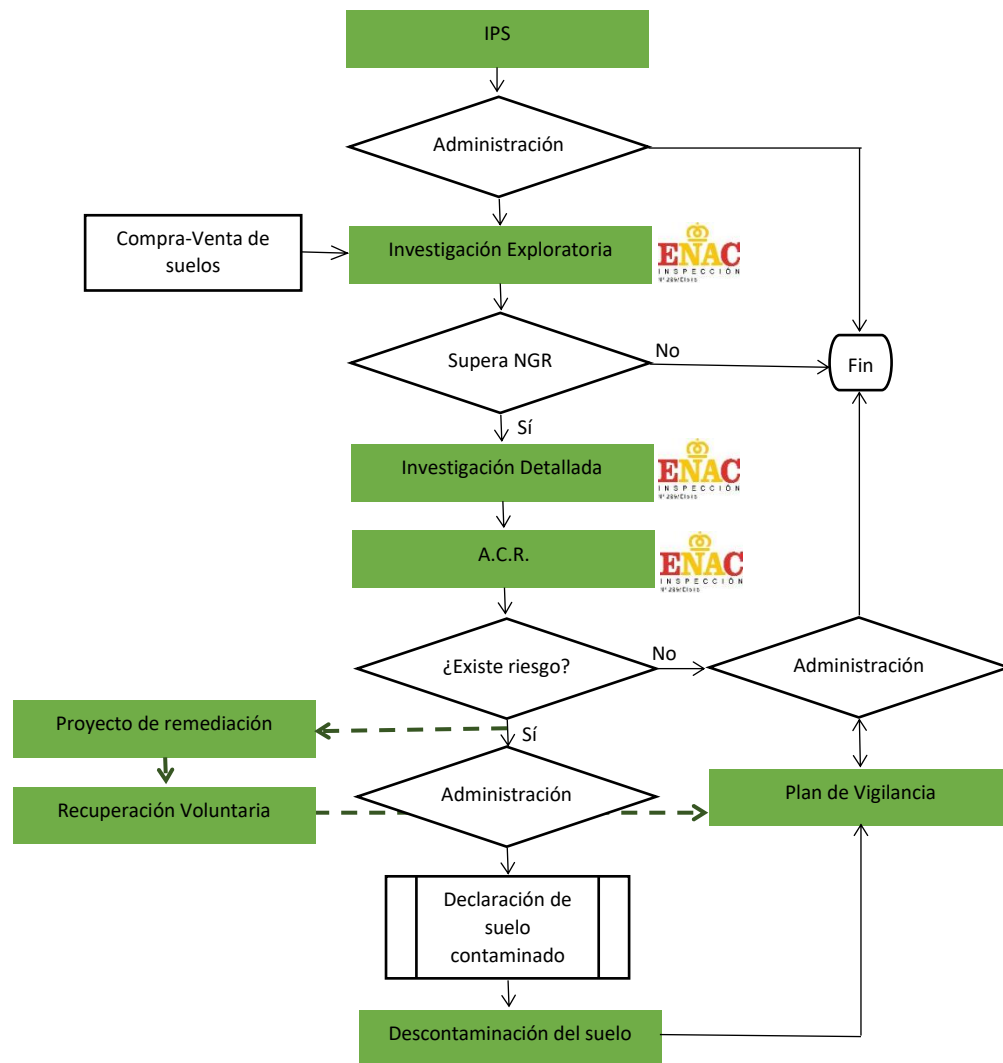 IPS
Administración
Compra-Venta de
suelos
Investigación Exploratoria
ENAC
INSPECCIÓN
Supera NGR
No
Fin
Sí
Investigación Detallada
ENAC
INSPECCIÓN
A.C.R.
ENAC
INSPECCIÓN
¿Existe riesgo?
No
Administración
Proyecto de remediación
Sí
Administración
Plan de Vigilancia
Recuperación Voluntaria
Declaración de
suelo
contaminado
Descontaminación del suelo